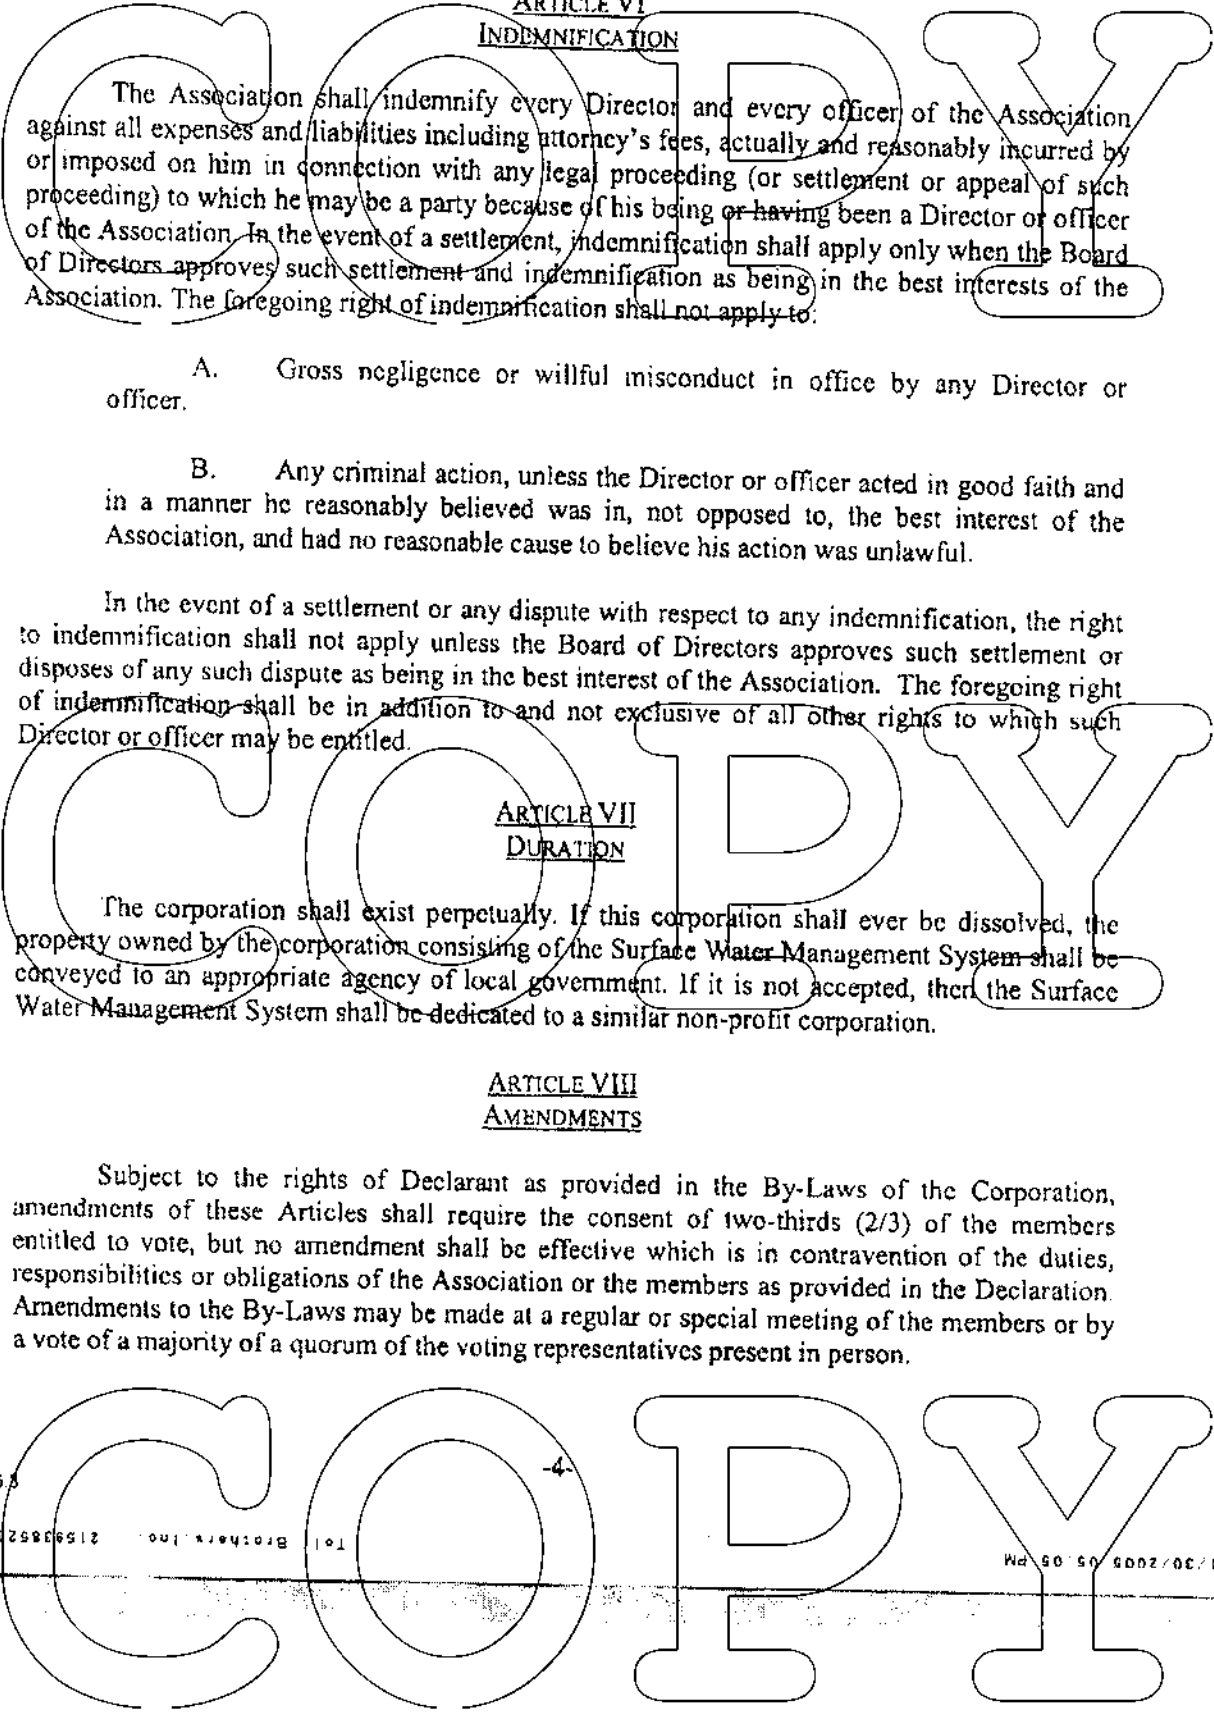 ARTICLE VI
INDEMNIFICATION
The Association shall indemnify every Director and every officer of the Association
against all expenses and liabilities including attorney's fees, actually and reasonably incurred by
or imposed on him in connection with any legal proceeding (or settlement or appeal of such
proceeding) to which he may be a party because of his being or having been a Director or officer
of the Association. In the event of a settlement, indemnification shall apply only when the Board
of Directors approves such settlement and indemnification as being in the best interests of the
Association. The foregoing right of indemnification shall not apply to:
A. Gross negligence or willful misconduct in office by any Director or
officer.
B. Any criminal action, unless the Director or officer acted in good faith and
in a manner he reasonably believed was in, not opposed to, the best interest of the
Association, and had no reasonable cause to believe his action was unlawful.
In the event of a settlement or any dispute with respect to any indemnification, the right
to indemnification shall not apply unless the Board of Directors approves such settlement or
disposes of any such dispute as being in the best interest of the Association. The foregoing right
of indemnification shall be in addition to and not exclusive of all other rights to which such
Director or officer may be entitled.
ARTICLE VII
DURATION
The corporation shall exist perpetually. If this corporation shall ever be dissolved, the
property owned by the corporation consisting of the Surface Water Management System shall be
conveyed to an appropriate agency of local government. If it is not accepted, then the Surface
Water Management System shall be dedicated to a similar non-profit corporation.
ARTICLE VIII
AMENDMENTS
Subject to the rights of Declarant as provided in the By-Laws of the Corporation,
amendments of these Articles shall require the consent of two-thirds (2/3) of the members
entitled to vote, but no amendment shall be effective which is in contravention of the duties,
responsibilities or obligations of the Association or the members as provided in the Declaration.
Amendments to the By-Laws may be made at a regular or special meeting of the members or by
a vote of a majority of a quorum of the voting representatives present in person.
-4-
COPY
COPY
COPY
Brothers, Inc.
/30/2005 05:05 PM